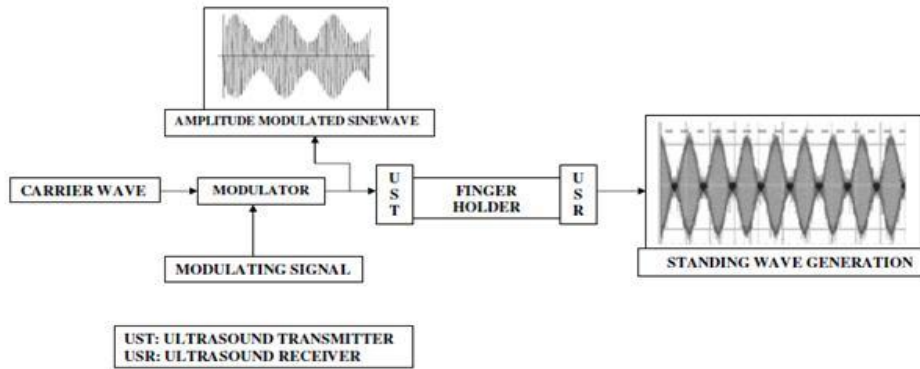 AMPLITUDE MODULATED SINEWAVE
CARRIER WAVE
MODULATOR
U
S
T
FINGER
HOLDER
U
S
R
STANDING WAVE GENERATION
MODULATING SIGNAL
UST: ULTRASOUND TRANSMITTER
USR: ULTRASOUND RECEIVER